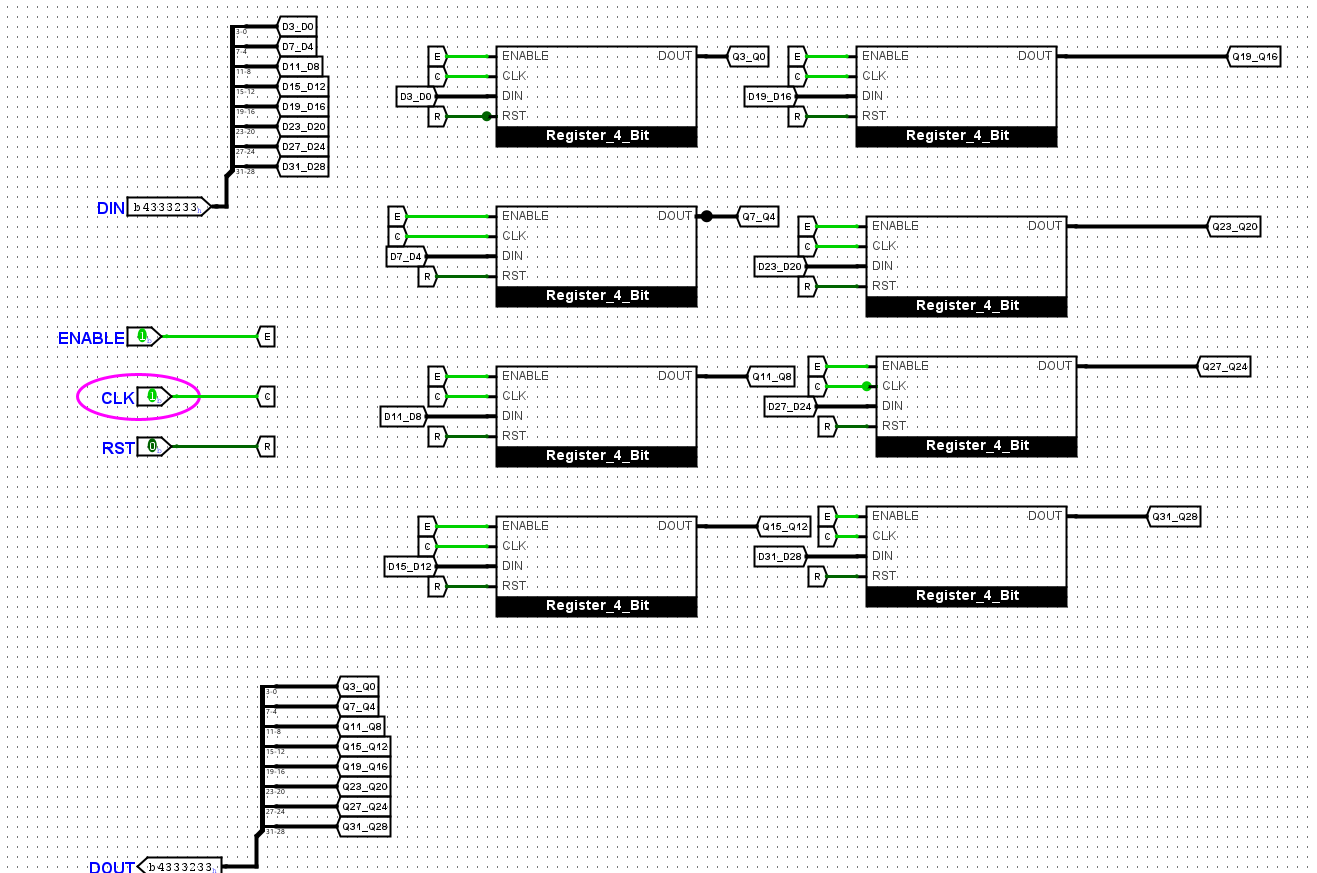 D3_D0
3-0
D7_D4
7-4
D11_D8
11-8
D15_D12
15-12
D19_D16
19-16
D23_D20
23-20
D27_D24
27-24
D31_D28
31-28
DIN b4333233h
ENABLE 1b E
CLK 1b C
RST 0b R
E ENABLE DOUT Q3_Q0
C CLK
D3_D0 DIN
R RST
Register_4_Bit
E ENABLE DOUT Q19_Q16
C CLK
D19_D16 DIN
R RST
Register_4_Bit
E ENABLE DOUT Q7_Q4
C CLK
D7_D4 DIN
R RST
Register_4_Bit
E ENABLE DOUT Q23_Q20
C CLK
D23_D20 DIN
R RST
Register_4_Bit
E ENABLE DOUT Q11_Q8
C CLK
D11_D8 DIN
R RST
Register_4_Bit
E ENABLE DOUT Q27_Q24
C CLK
D27_D24 DIN
R RST
Register_4_Bit
E ENABLE DOUT Q15_Q12
C CLK
D15_D12 DIN
R RST
Register_4_Bit
E ENABLE DOUT Q31_Q28
C CLK
D31_D28 DIN
R RST
Register_4_Bit
Q3_Q0
3-0
Q7_Q4
7-4
Q11_Q8
11-8
Q15_Q12
15-12
Q19_Q16
19-16
Q23_Q20
23-20
Q27_Q24
27-24
Q31_Q28
31-28
DOUT b4333233h